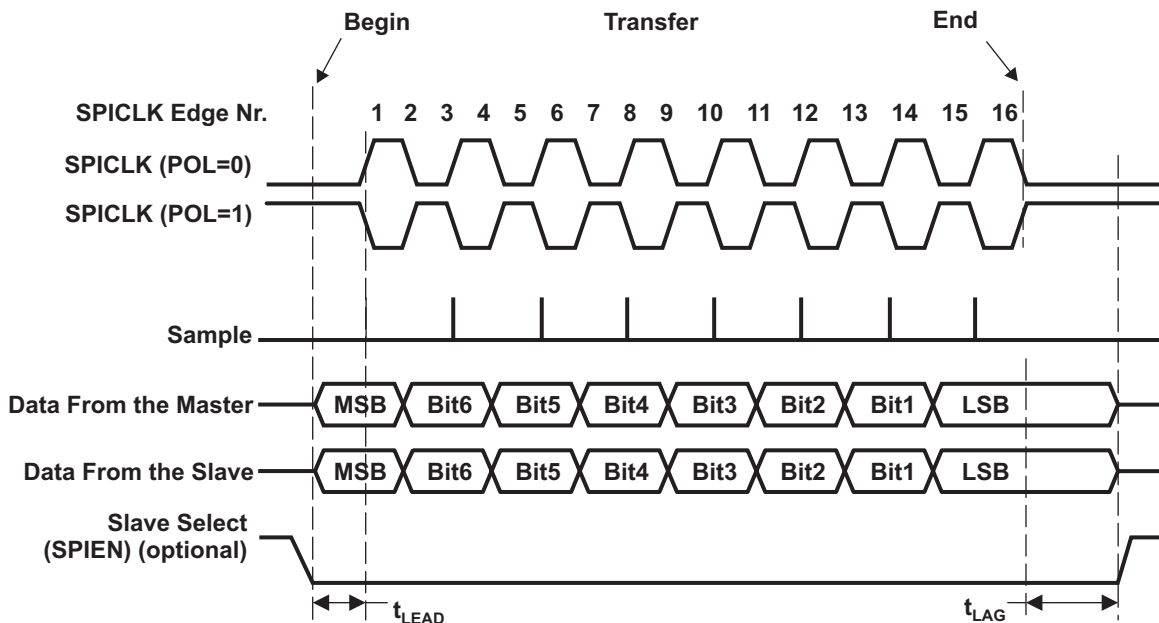 Begin Transfer End
SPICLK Edge Nr. 1 2 3 4 5 6 7 8 9 10 11 12 13 14 15 16
SPICLK (POL=0)
SPICLK (POL=1)
Sample
Data From the Master MSB Bit6 Bit5 Bit4 Bit3 Bit2 Bit1 LSB
Data From the Slave MSB Bit6 Bit5 Bit4 Bit3 Bit2 Bit1 LSB
Slave Select
(SPIEN) (optional)
tLEAD tLAG